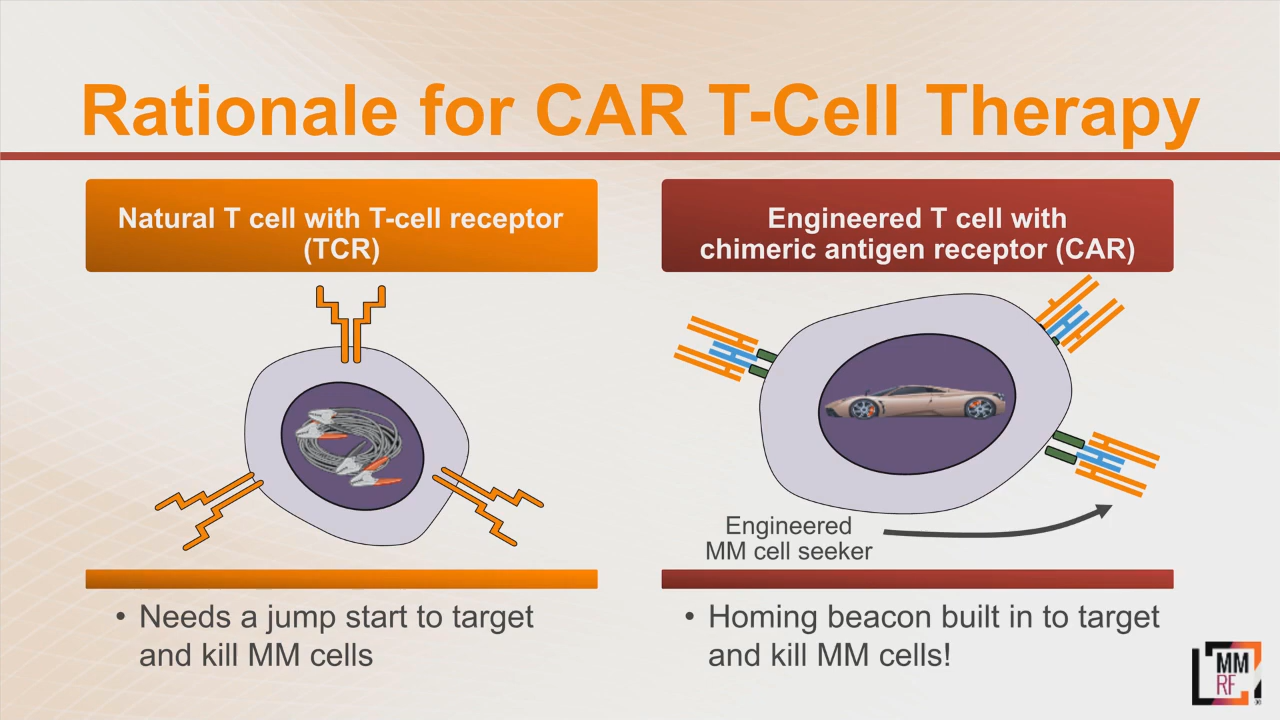 Rationale for CAR T-Cell Therapy
Natural T cell with T-cell receptor
(TCR)
Engineered T cell with
chimeric antigen receptor (CAR)
Engineered
MM cell seeker
• Needs a jump start to target
and kill MM cells
• Homing beacon built in to target
and kill MM cells!
MM
RF
®